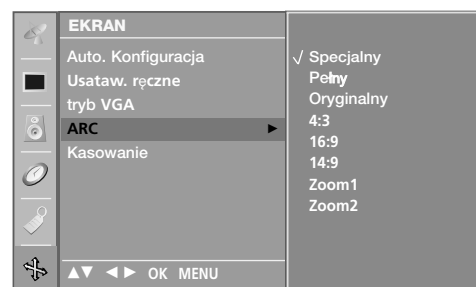 EKRAN
Auto. Konfiguracja
Usataw. ręczne
tryb VGA
ARC ►
Kasowanie
▲▼ ◄► OK MENU
√ Specjalny
Pełny
Oryginalny
4:3
16:9
14:9
Zoom1
Zoom2